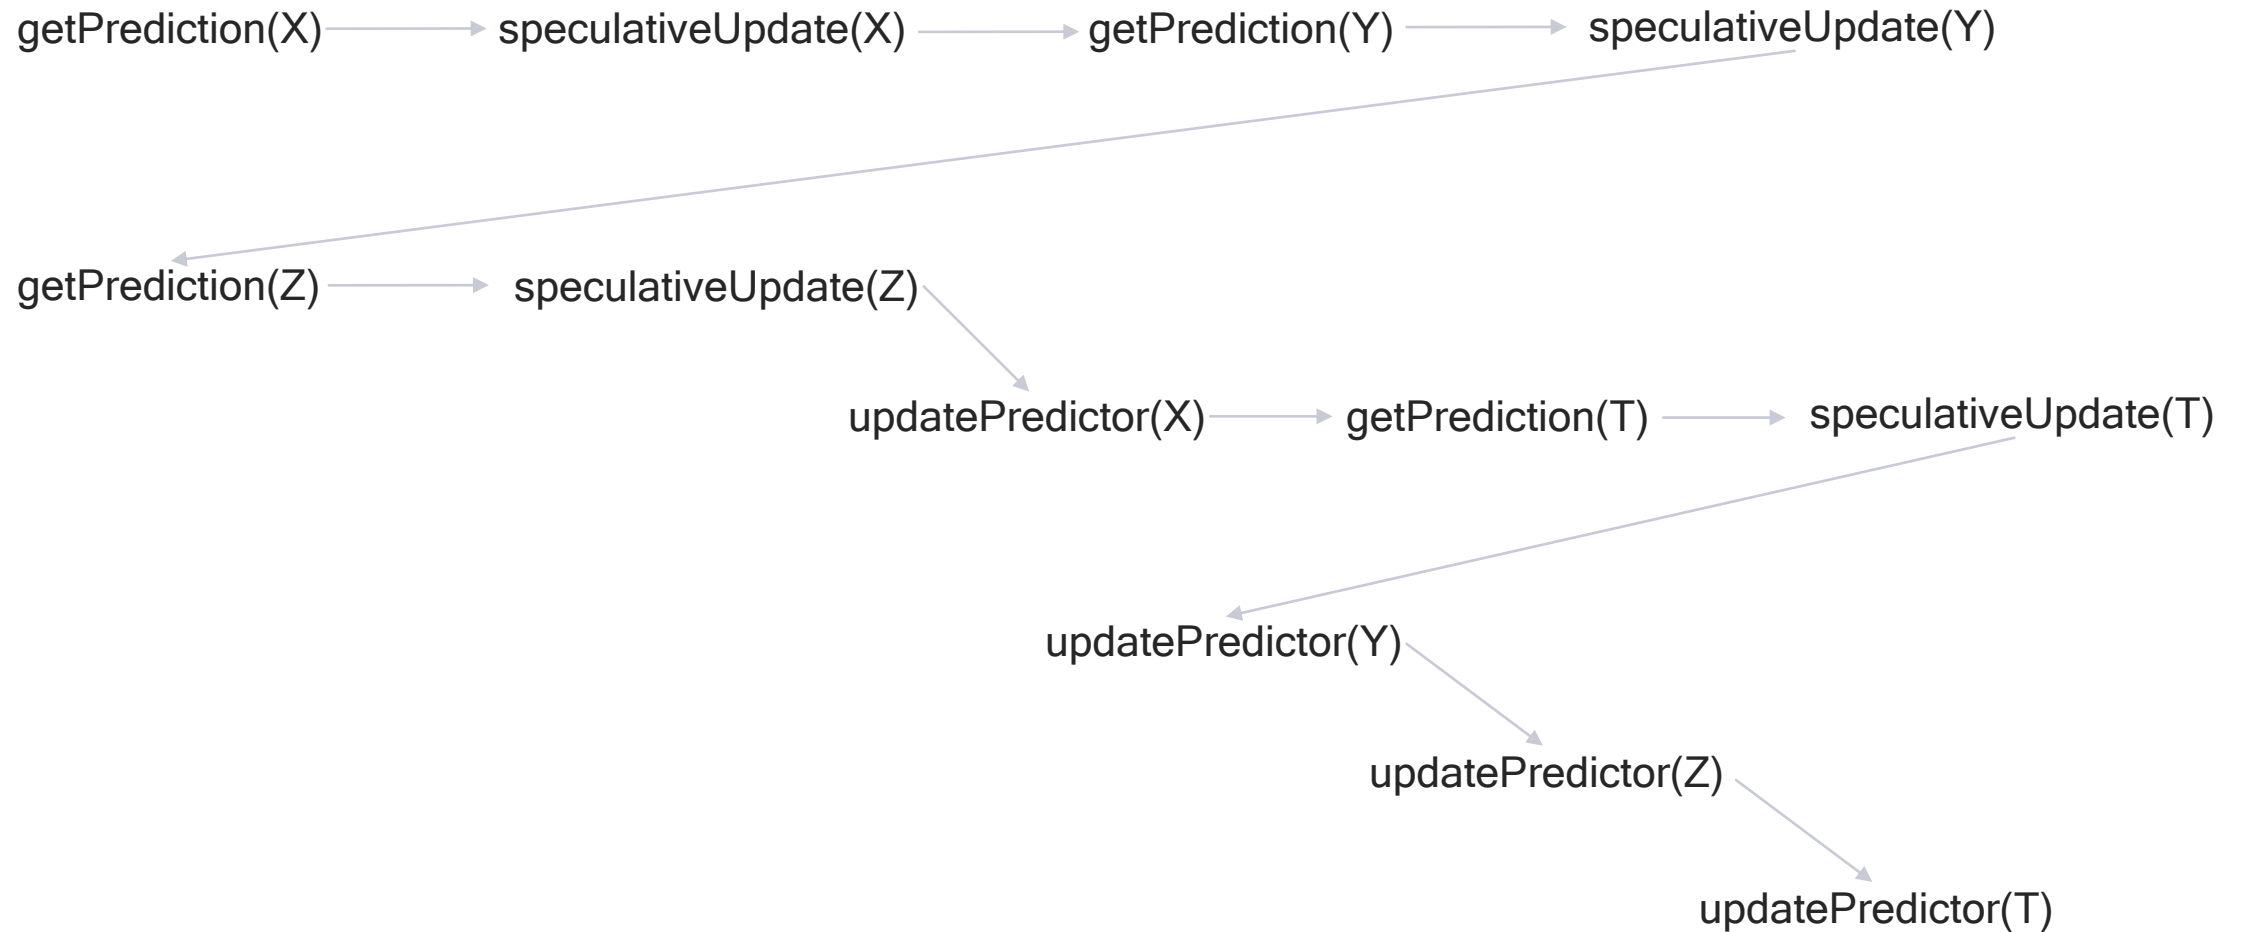 getPrediction(X) speculativeUpdate(X) getPrediction(Y) speculativeUpdate(Y)
getPrediction(Z) speculativeUpdate(Z)
updatePredictor(X) getPrediction(T) speculativeUpdate(T)
updatePredictor(Y)
updatePredictor(Z)
updatePredictor(T)